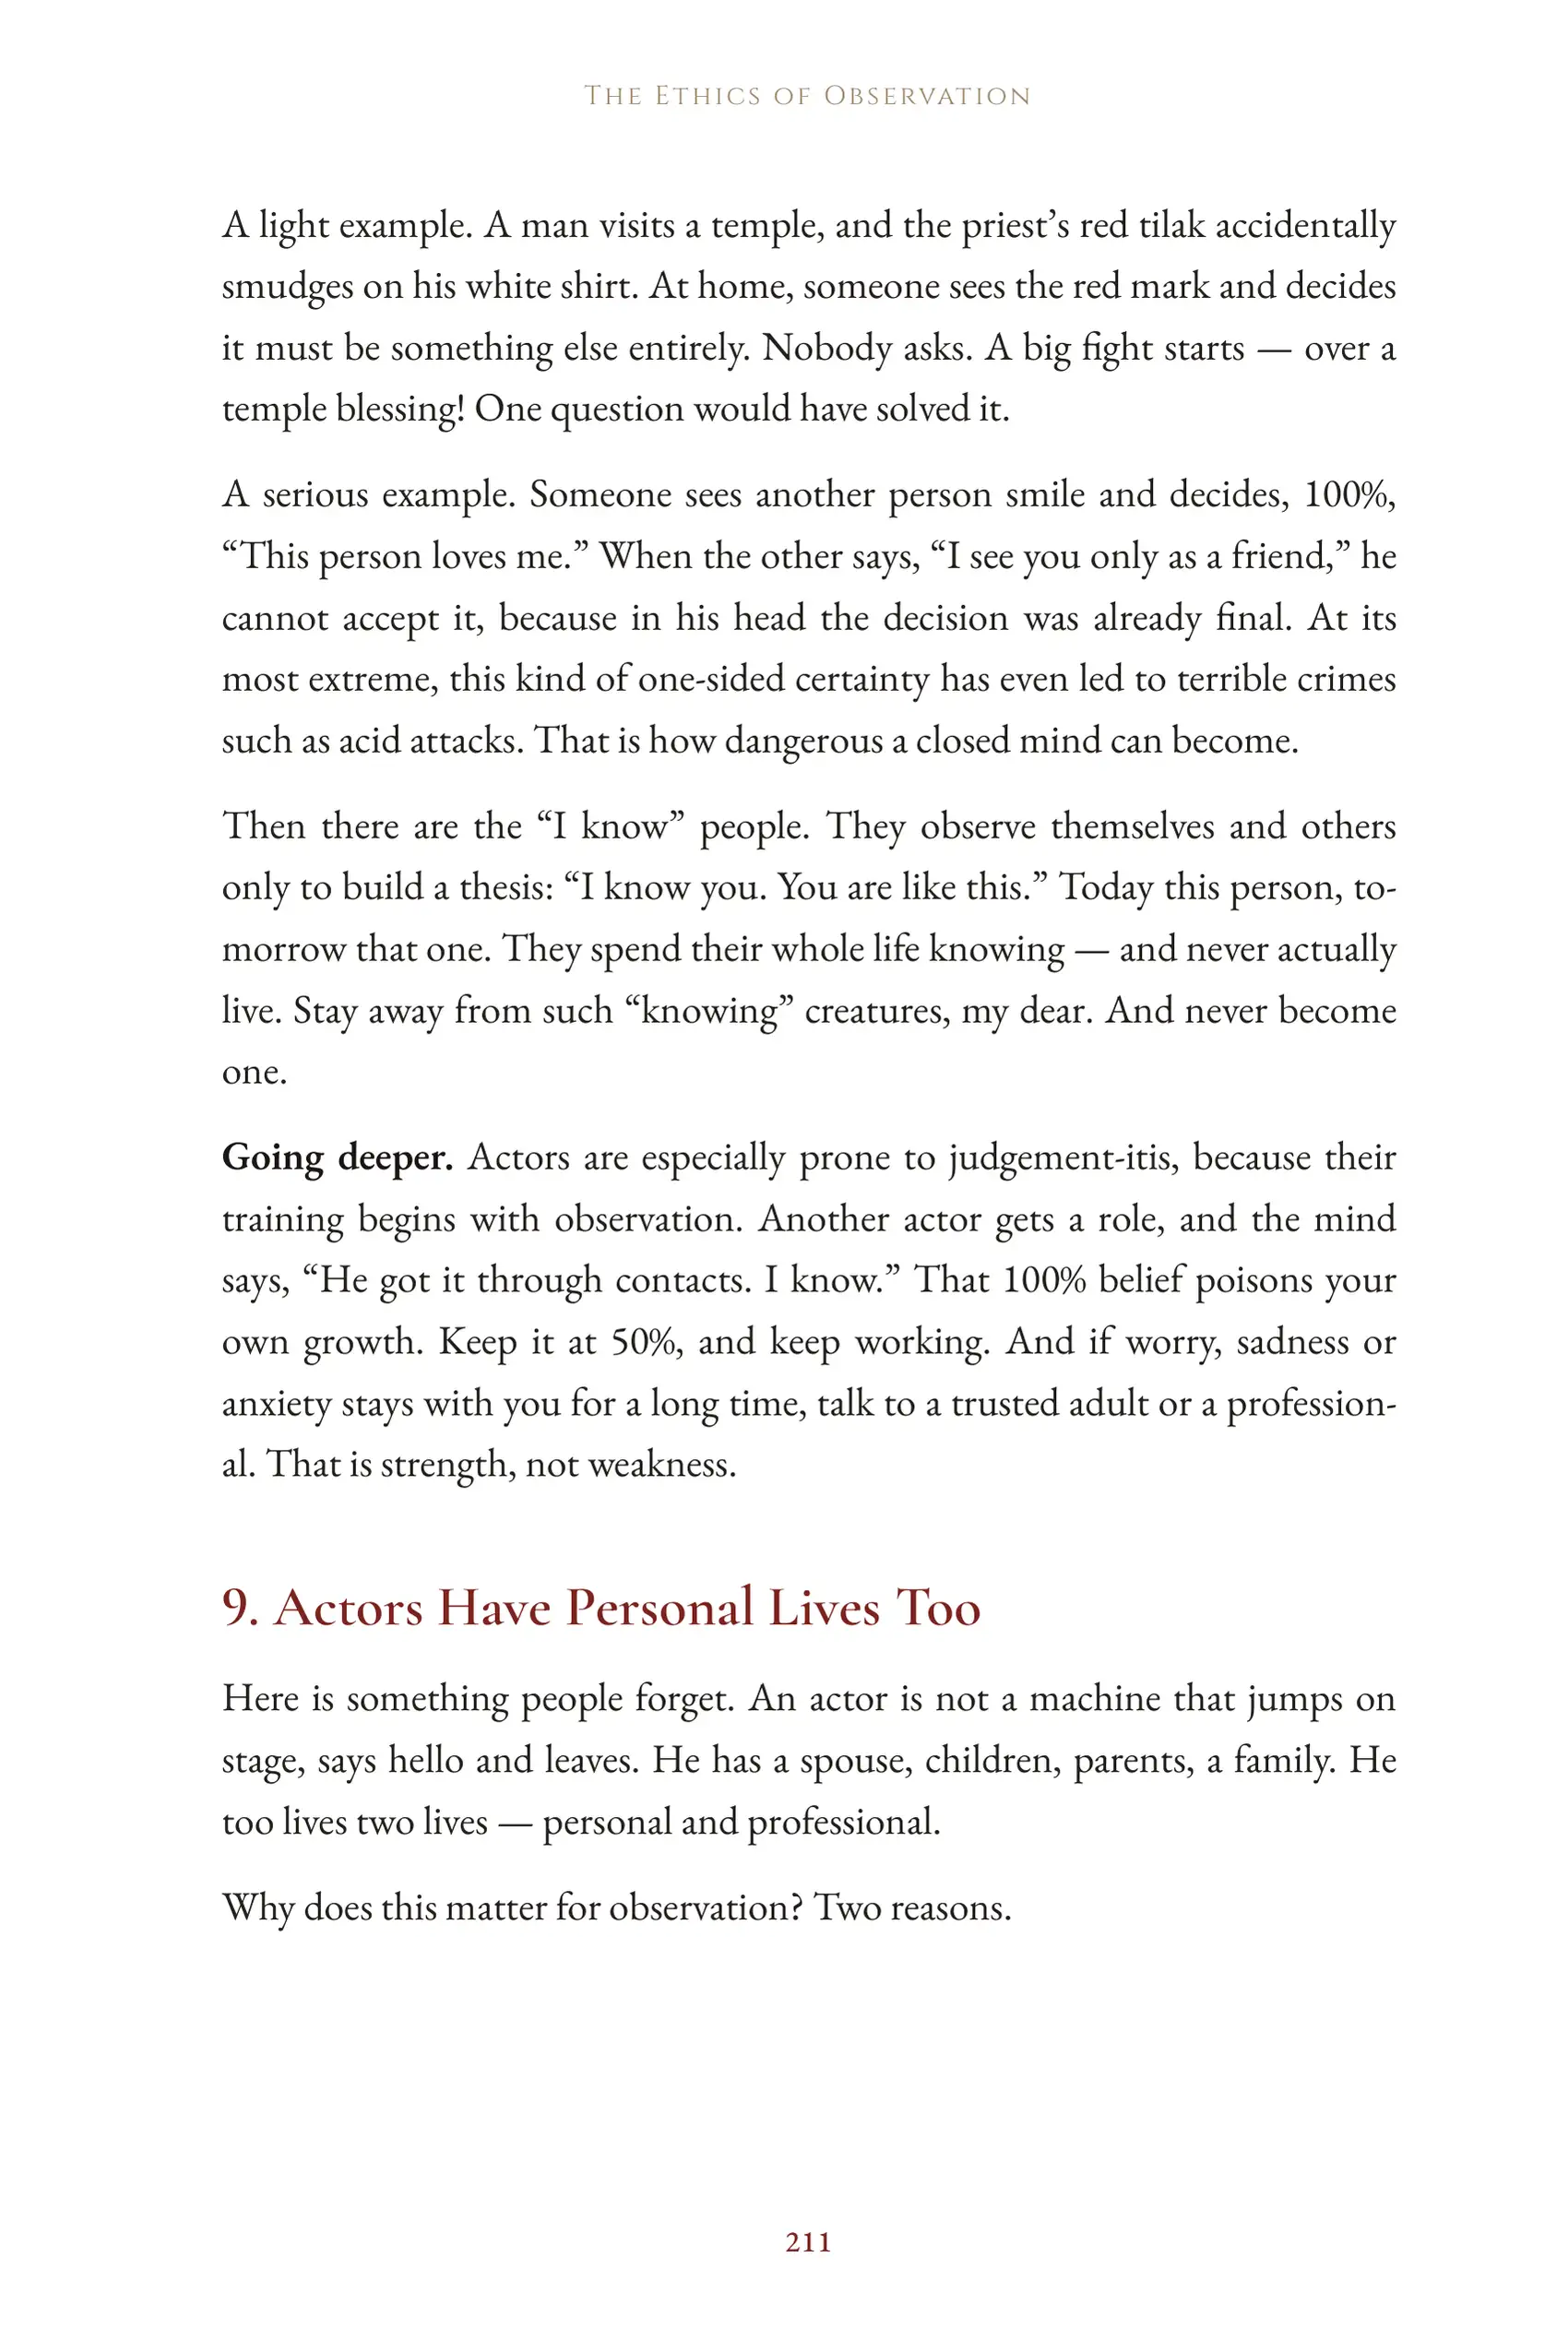 The Ethics of Observation
A light example. A man visits a temple, and the priest’s red tilak accidentally
smudges on his white shirt. At home, someone sees the red mark and decides
it must be something else entirely. Nobody asks. A big fight starts — over a
temple blessing! One question would have solved it.
A serious example. Someone sees another person smile and decides, 100%,
“This person loves me.” When the other says, “I see you only as a friend,” he
cannot accept it, because in his head the decision was already final. At its
most extreme, this kind of one-sided certainty has even led to terrible crimes
such as acid attacks. That is how dangerous a closed mind can become.
Then there are the “I know” people. They observe themselves and others
only to build a thesis: “I know you. You are like this.” Today this person, to-
morrow that one. They spend their whole life knowing — and never actually
live. Stay away from such “knowing” creatures, my dear. And never become
one.
Going deeper. Actors are especially prone to judgement-itis, because their
training begins with observation. Another actor gets a role, and the mind
says, “He got it through contacts. I know.” That 100% belief poisons your
own growth. Keep it at 50%, and keep working. And if worry, sadness or
anxiety stays with you for a long time, talk to a trusted adult or a profession-
al. That is strength, not weakness.
9. Actors Have Personal Lives Too
Here is something people forget. An actor is not a machine that jumps on
stage, says hello and leaves. He has a spouse, children, parents, a family. He
too lives two lives — personal and professional.
Why does this matter for observation? Two reasons.
211